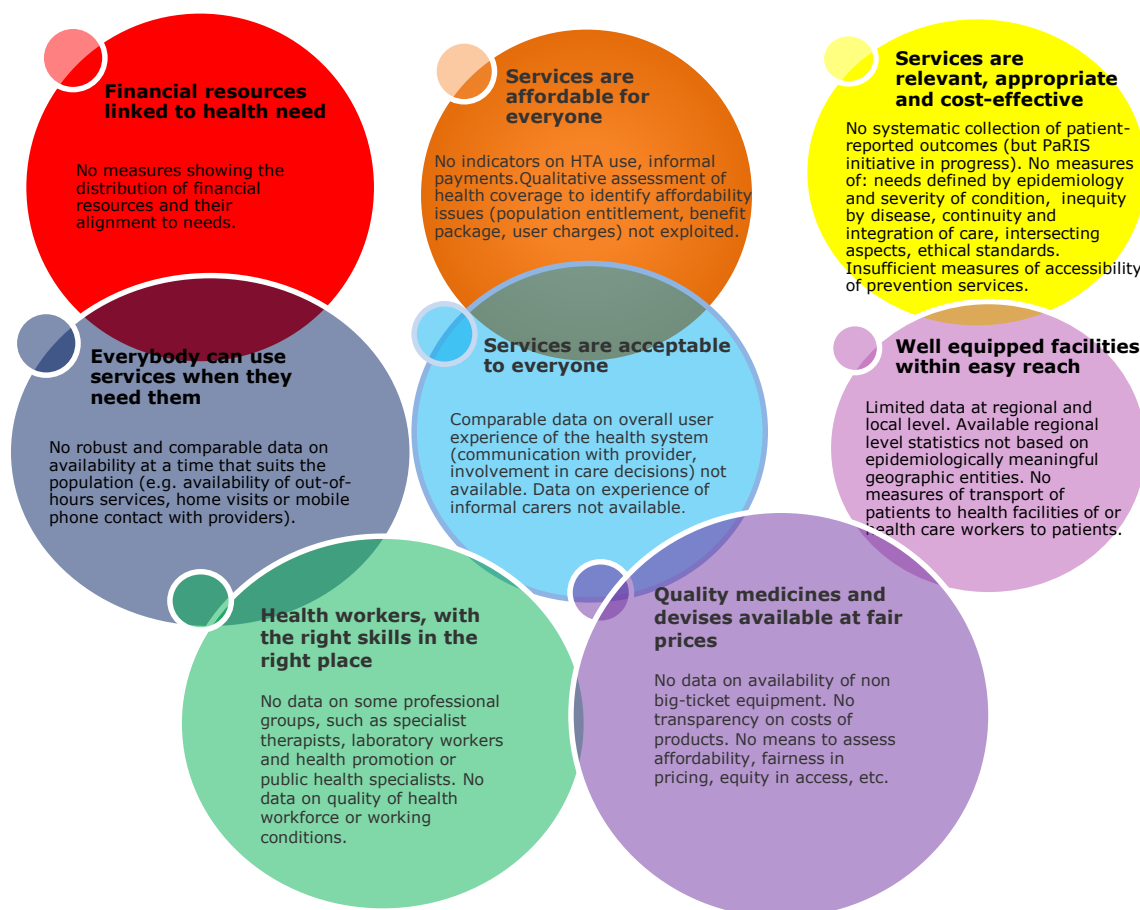 Financial resources
linked to health need
No measures showing the
distribution of financial
resources and their
alignment to needs.
Services are
affordable for
everyone
No indicators on HTA use, informal
payments.Qualitative assessment of
health coverage to identify affordability
issues (population entitlement, benefit
package, user charges) not exploited.
Services are
relevant, appropriate
and cost-effective
No systematic collection of patient-
reported outcomes (but PaRIS
initiative in progress). No measures
of: needs defined by epidemiology
and severity of condition, inequity
by disease, continuity and
integration of care, intersecting
aspects, ethical standards.
Insufficient measures of accessibility
of prevention services.
Everybody can use
services when they
need them
No robust and comparable data on
availability at a time that suits the
population (e.g. availability of out-of-
hours services, home visits or mobile
phone contact with providers).
Services are acceptable
to everyone
Comparable data on overall user
experience of the health system
(communication with provider,
involvement in care decisions) not
available. Data on experience of
informal carers not available.
Well equipped facilities
within easy reach
Limited data at regional and
local level. Available regional
level statistics not based on
epidemiologically meaningful
geographic entities. No
measures of transport of
patients to health facilities of or
health care workers to patients.
Health workers, with
the right skills in the
right place
No data on some professional
groups, such as specialist
therapists, laboratory workers
and health promotion or
public health specialists. No
data on quality of health
workforce or working
conditions.
Quality medicines and
devises available at fair
prices
No data on availability of non
big-ticket equipment. No
transparency on costs of
products. No means to assess
affordability, fairness in
pricing, equity in access, etc.